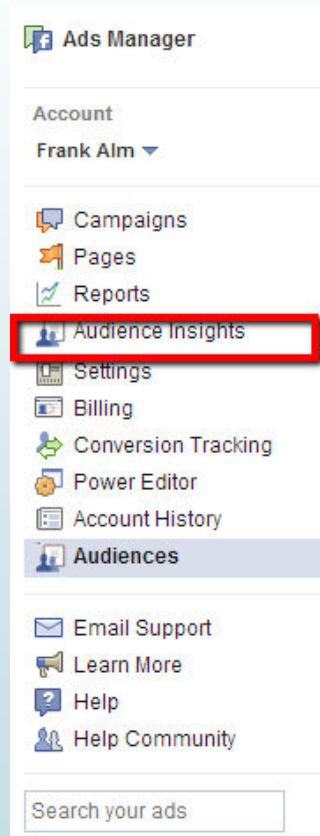 Ads Manager
Account
Frank Alm
Campaigns
Pages
Reports
Audience Insights
Settings
Billing
Conversion Tracking
Power Editor
Account History
Audiences
Email Support
Learn More
Help
Help Community
Search your ads